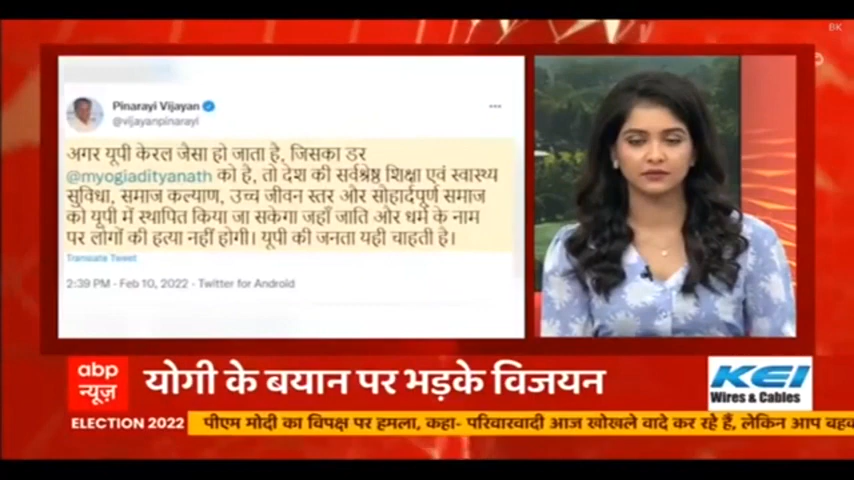 BK
Pinarayi Vijayan
@vijayanpinarayi
अगर यूपी केरल जैसा हो जाता है, जिसका डर
@myogiadityanath को है, तो देश की सर्वश्रेष्ठ शिक्षा एवं स्वास्थ्य
सुविधा, समाज कल्याण, उच्च जीवन स्तर और सोहार्दपूर्ण समाज
को यूपी में स्थापित किया जा सकेगा जहाँ जाति और धर्म के नाम
पर लोगों की हत्या नहीं होगी। यूपी की जनता यही चाहती है।
Translate Tweet
2:39 PM - Feb 10, 2022 - Twitter for Android
abp
न्यूज़
योगी के बयान पर भड़के विजयन
KEI
Wires & Cables
ELECTION 2022
पीएम मोदी का विपक्ष पर हमला, कहा- परिवारवादी आज खोखले वादे कर रहे हैं, लेकिन आप